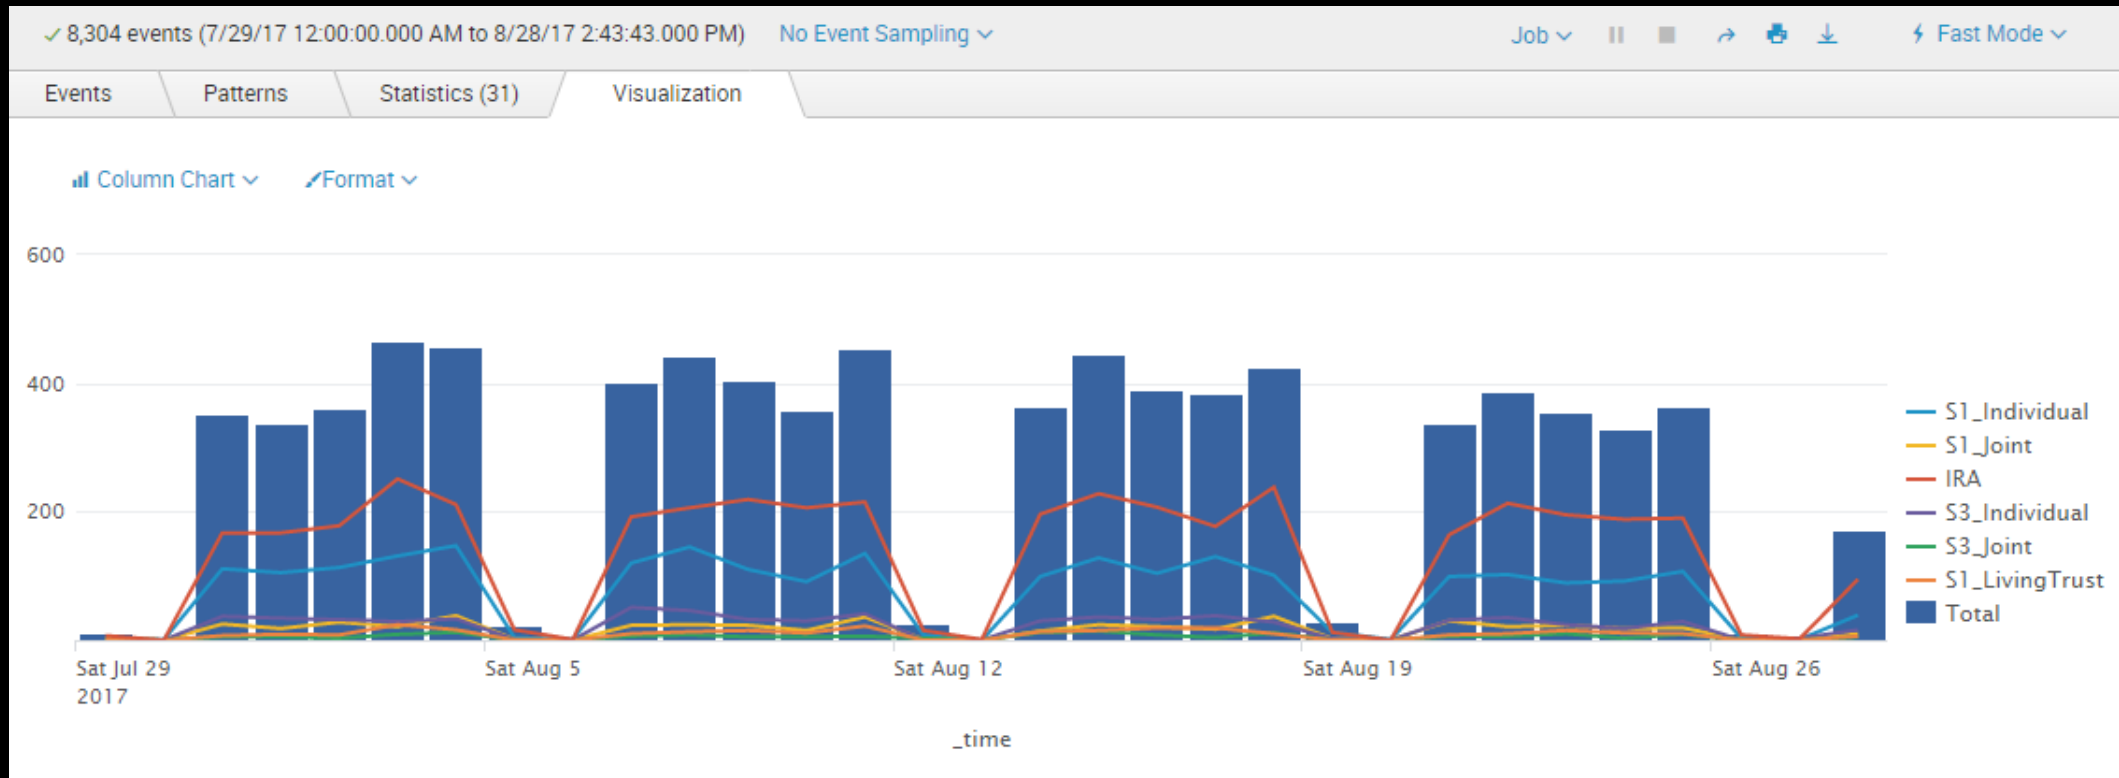 8,304 events (7/29/17 12:00:00.000 AM to 8/28/17 2:43:43.000 PM) No Event Sampling Job Fast Mode
Events Patterns Statistics (31) Visualization
Column Chart Format
600
400
200
Sat Jul 29
2017
Sat Aug 5
Sat Aug 12
Sat Aug 19
Sat Aug 26
_time
S1_Individual
S1_Joint
IRA
S3_Individual
S3_Joint
S1_LivingTrust
Total